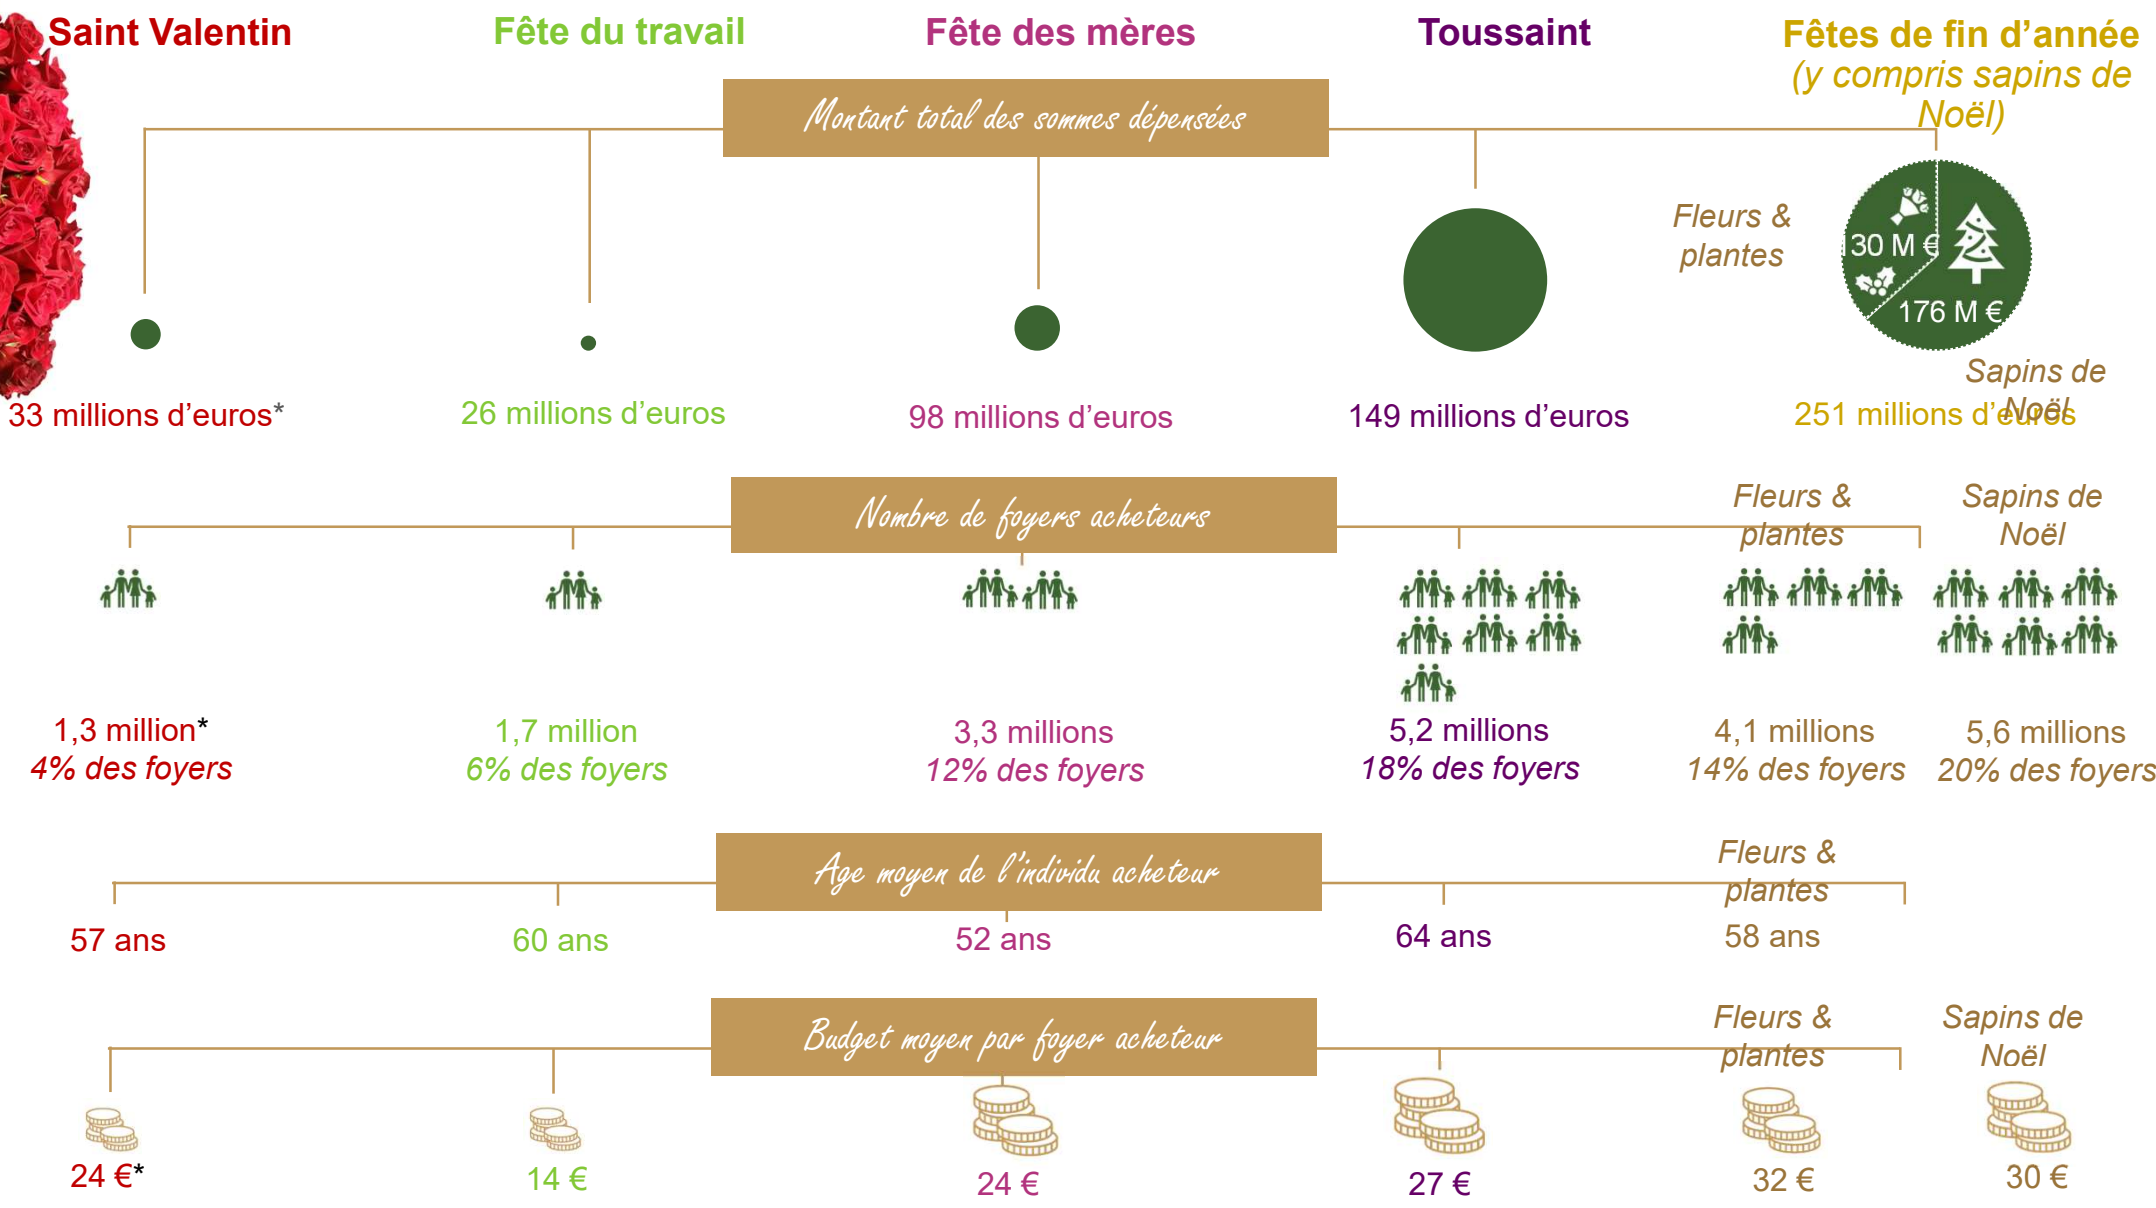 Saint Valentin
Fête du travail
Fête des mères
Toussaint
Fêtes de fin d’année
(y compris sapins de
Noël)
Montant total des sommes dépensées
Fleurs &
plantes
130 M €
176 M €
Sapins de
Noël
33 millions d’euros*
26 millions d’euros
98 millions d’euros
149 millions d’euros
251 millions d’euros
Nombre de foyers acheteurs
Fleurs &
plantes
Sapins de
Noël
1,3 million*
4% des foyers
1,7 million
6% des foyers
3,3 millions
12% des foyers
5,2 millions
18% des foyers
4,1 millions
14% des foyers
5,6 millions
20% des foyers
Age moyen de l’individu acheteur
Fleurs &
plantes
57 ans
60 ans
52 ans
64 ans
58 ans
Budget moyen par foyer acheteur
Fleurs &
plantes
Sapins de
Noël
24 €*
14 €
24 €
27 €
32 €
30 €